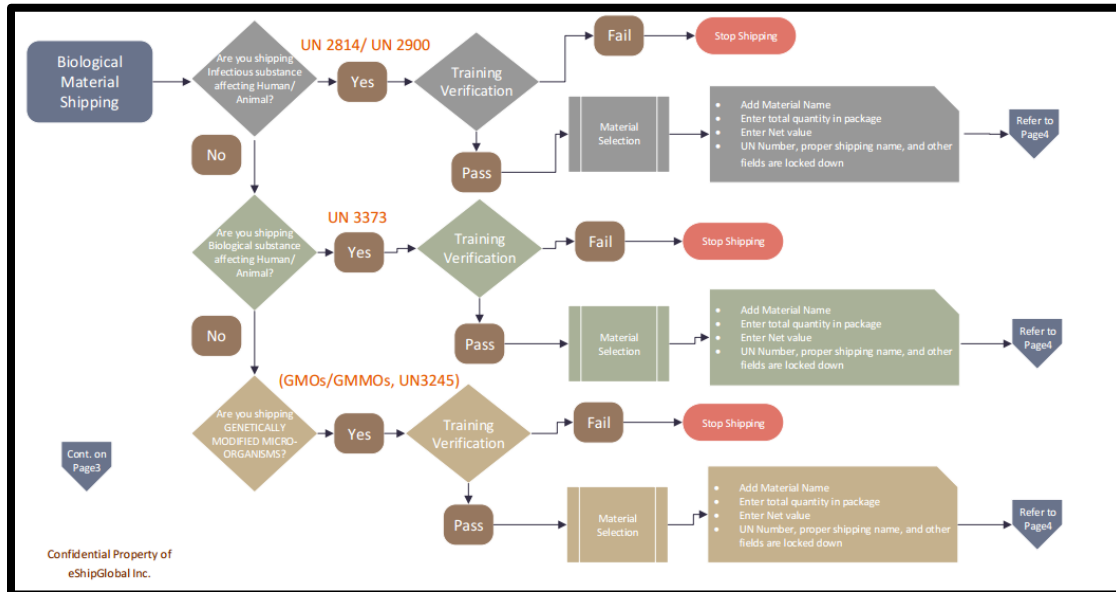 Biological
Material
Shipping
Are you shipping
Infectious substance
affecting Human/
Animal?
UN 2814/ UN 2900
Yes
Training
Verification
Fail
Stop Shipping
Pass
Material
Selection
• Add Material Name
• Enter total quantity in package
• Enter Net value
• UN Number, proper shipping name, and other
fields are locked down
Refer to
Page4
No
Are you shipping
Biological substance
affecting Human/
Animal?
UN 3373
Yes
Training
Verification
Fail
Stop Shipping
Pass
Material
Selection
• Add Material Name
• Enter total quantity in package
• Enter Net value
• UN Number, proper shipping name, and other
fields are locked down
Refer to
Page4
No
(GMOs/GMMOs, UN3245)
Are you shipping
GENETICALLY
MODIFIED MICRO-
ORGANISMS?
Yes
Training
Verification
Fail
Stop Shipping
Pass
Material
Selection
• Add Material Name
• Enter total quantity in package
• Enter Net value
• UN Number, proper shipping name, and other
fields are locked down
Refer to
Page4
Cont. on
Page3
Confidential Property of
eShipGlobal Inc.